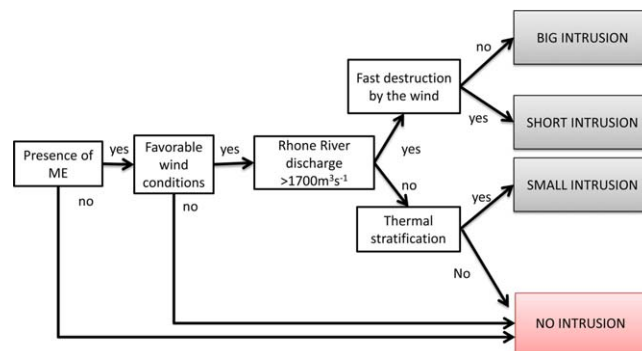 no
BIG INTRUSION
Fast destruction
by the wind
yes
SHORT INTRUSION
Presence of
ME
yes
no
Favorable
wind
conditions
yes
no
Rhone River
discharge
>1700m³s⁻¹
yes
no
Thermal
stratification
yes
SMALL INTRUSION
No
NO INTRUSION